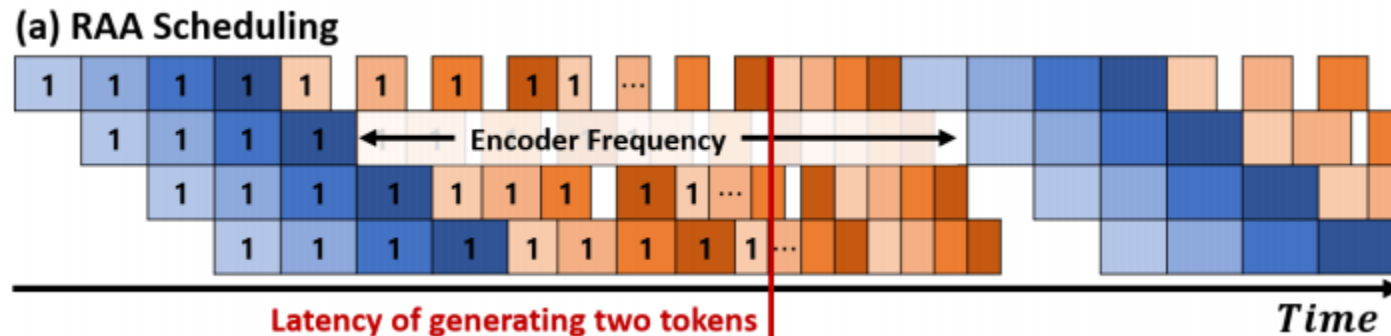 (a) RAA Scheduling
1 1 1 1 1 1 1 1 1 ...
1 1 1 1 Encoder Frequency
1 1 1 1 1 1 1 1 1 ...
1 1 1 1 1 1 1 1 1 ...
Latency of generating two tokens
Time